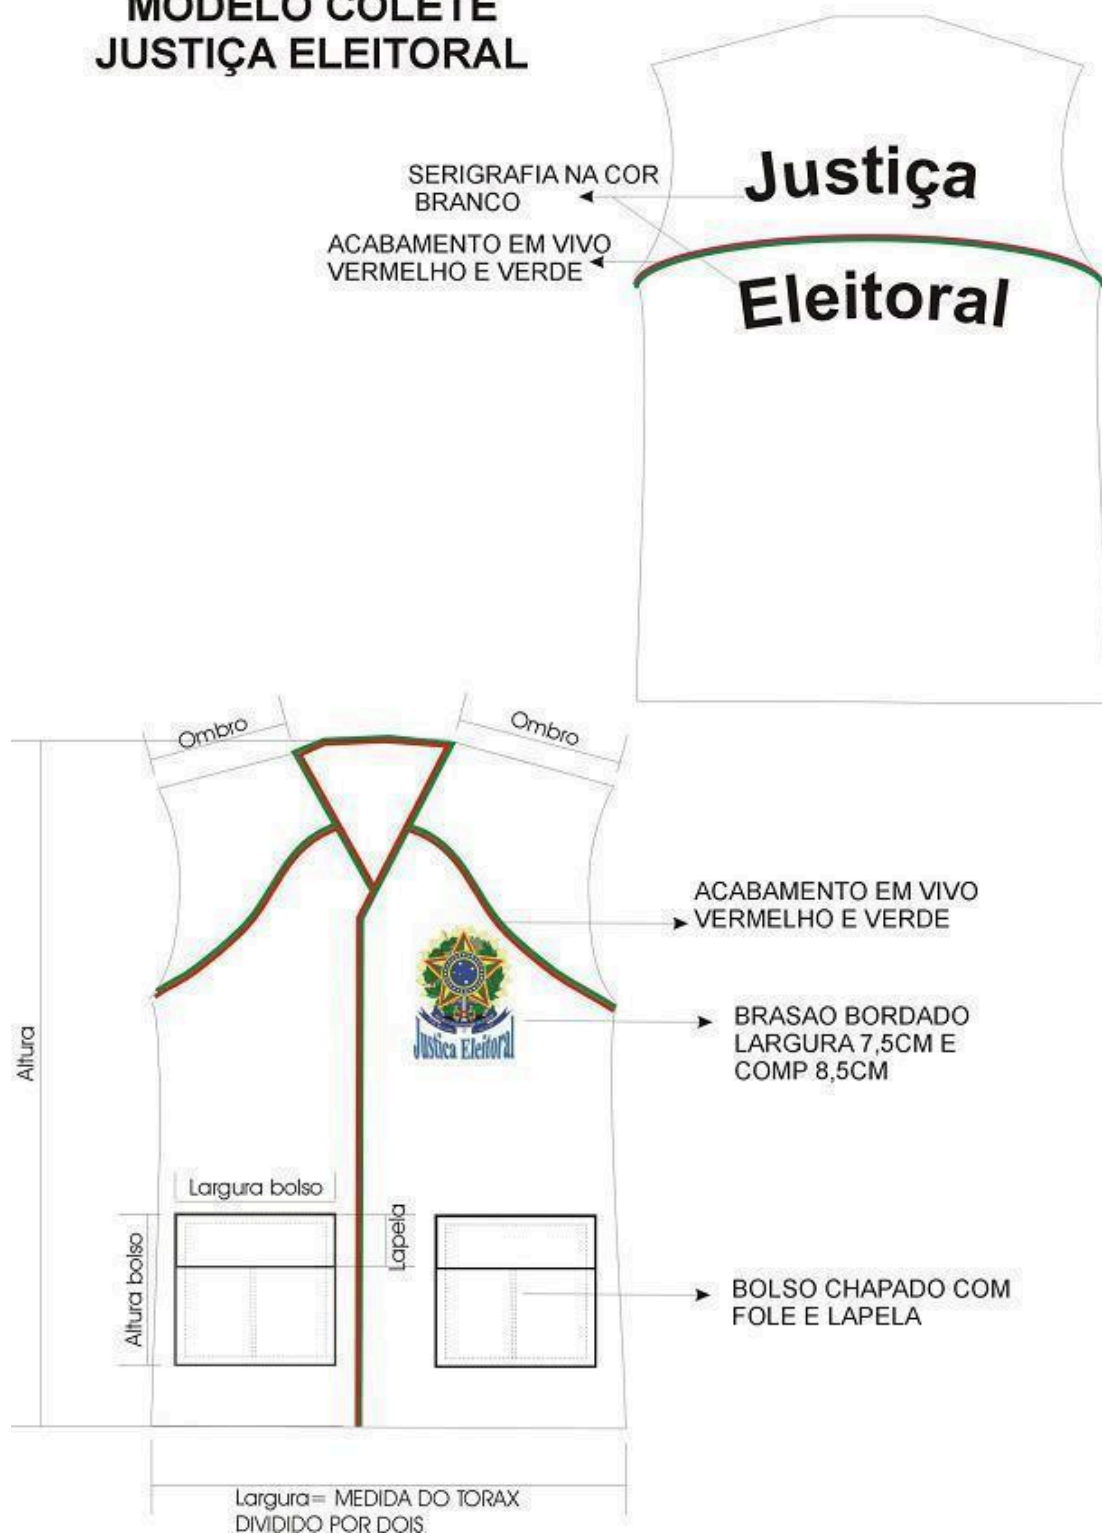 MODELO COLETE
JUSTIÇA ELEITORAL
SERIGRAFIA NA COR
BRANCO
Justiça
ACABAMENTO EM VIVO
VERMELHO E VERDE
Eleitoral
Ombro
Ombro
ACABAMENTO EM VIVO
VERMELHO E VERDE
BRASAO BORDADO
LARGURA 7,5CM E
COMP 8,5CM
Justiça Eleitoral
Altura
Largura bolso
Lapela
Altura bolso
BOLSO CHAPADO COM
FOLE E LAPELA
Largura= MEDIDA DO TORAX
DIVIDIDO POR DOIS